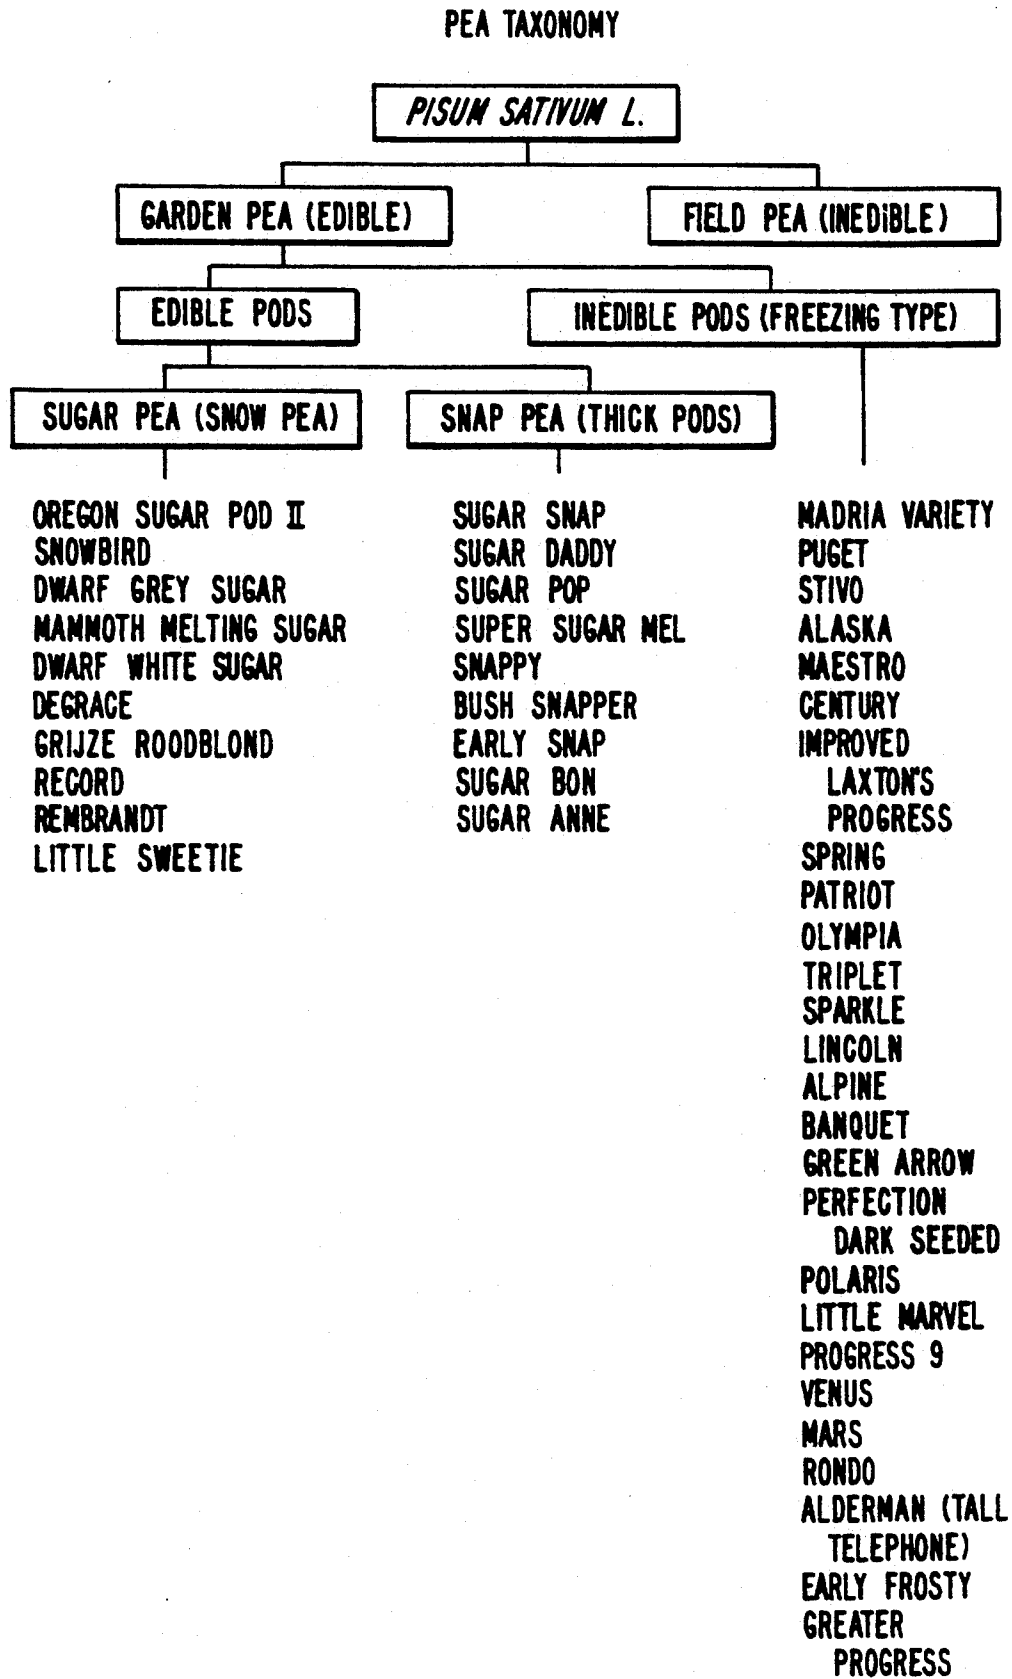 PEA TAXONOMY
PISUM SATIVUM L.
GARDEN PEA (EDIBLE)
FIELD PEA (INEDIBLE)
EDIBLE PODS
INEDIBLE PODS (FREEZING TYPE)
SUGAR PEA (SNOW PEA)
SNAP PEA (THICK PODS)
OREGON SUGAR POD II
SNOWBIRD
DWARF GREY SUGAR
MAMMOTH MELTING SUGAR
DWARF WHITE SUGAR
DEGRACE
GRIJZE ROODBLOND
RECORD
REMBRANDT
LITTLE SWEETIE
SUGAR SNAP
SUGAR DADDY
SUGAR POP
SUPER SUGAR MEL
SNAPPY
BUSH SNAPPER
EARLY SNAP
SUGAR BON
SUGAR ANNE
MADRIA VARIETY
PUGET
STIVO
ALASKA
MAESTRO
CENTURY
IMPROVED
LAXTON'S
PROGRESS
SPRING
PATRIOT
OLYMPIA
TRIPLET
SPARKLE
LINCOLN
ALPINE
BANQUET
GREEN ARROW
PERFECTION
DARK SEEDED
POLARIS
LITTLE MARVEL
PROGRESS 9
VENUS
MARS
RONDO
ALDERMAN (TALL
TELEPHONE)
EARLY FROSTY
GREATER
PROGRESS